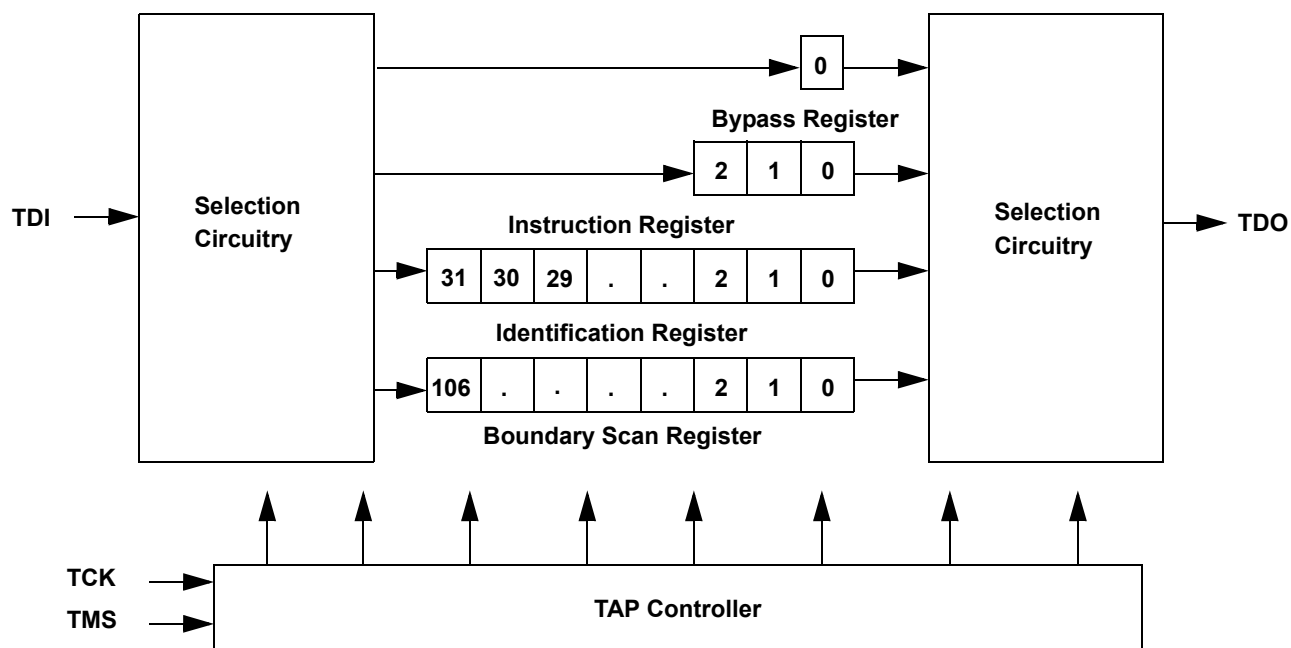 0
Bypass Register
2 1 0
TDI
Selection
Circuitry
Selection
Circuitry
TDO
Instruction Register
31 30 29 . . 2 1 0
Identification Register
106 . . . . 2 1 0
Boundary Scan Register
TCK
TMS
TAP Controller